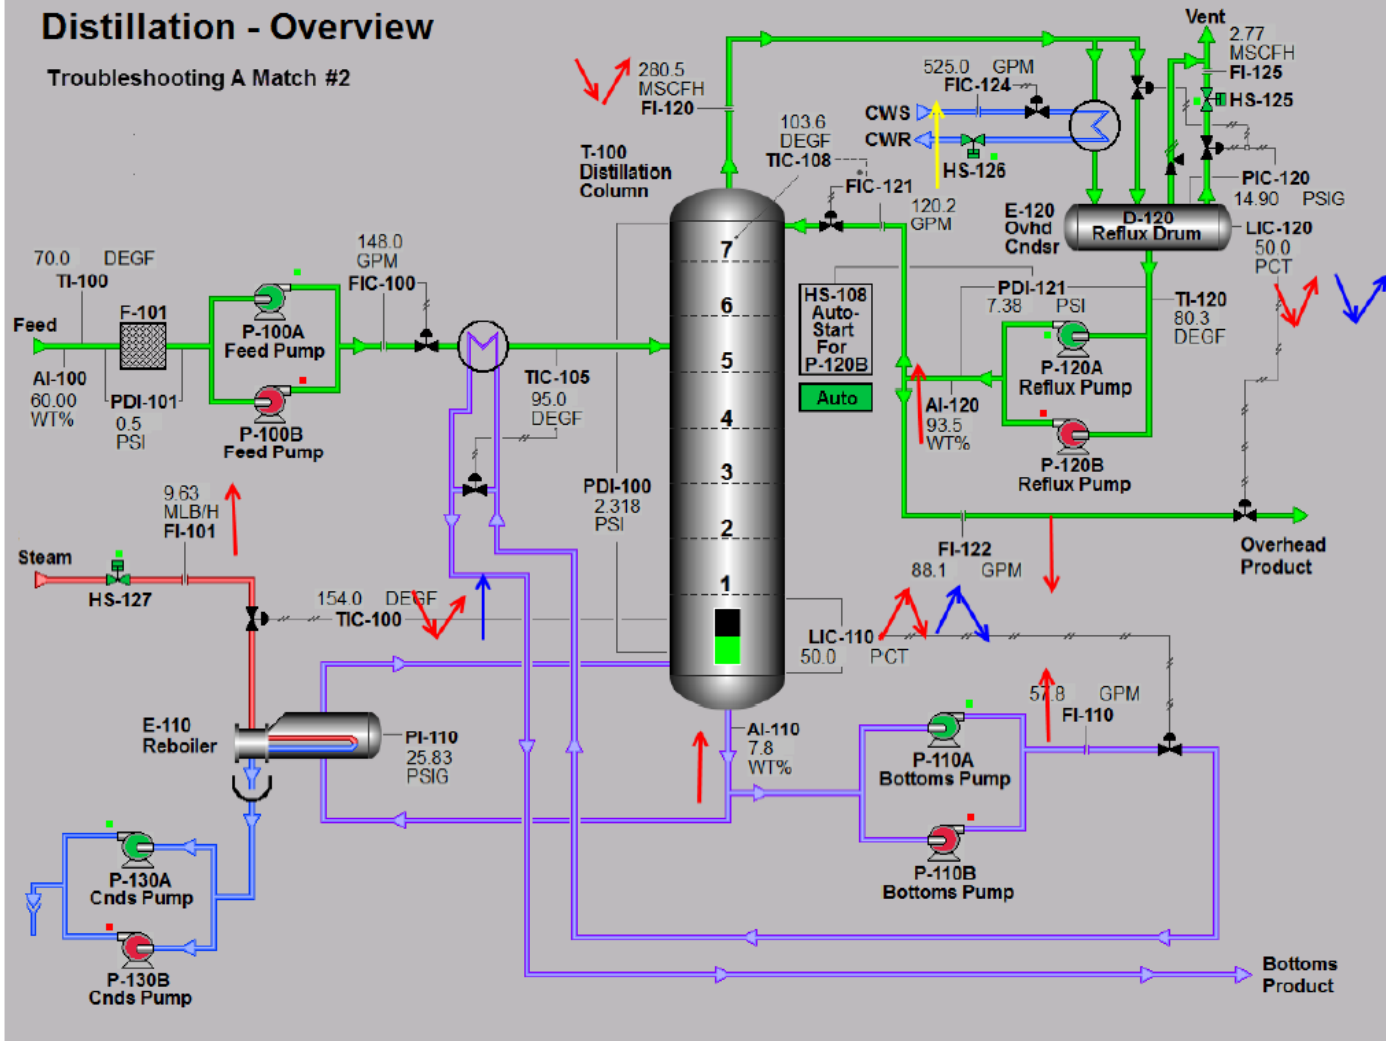 Distillation - Overview
Troubleshooting A Match #2
Vent
2.77
MSCFH
FI-125
HS-125
280.5
MSCFH
FI-120
525.0 GPM
FIC-124
CWS
CWR
HS-126
103.6
DEGF
TIC-108
T-100
Distillation
Column
FIC-121
120.2
GPM
PIC-120
14.90 PSIG
E-120
Ovhd
Cndsr
D-120
Reflux Drum
LIC-120
50.0
PCT
70.0 DEGF
TI-100
148.0
GPM
FIC-100
Feed
F-101
P-100A
Feed Pump
AI-100
60.00
WT%
PDI-101
0.5
PSI
P-100B
Feed Pump
TIC-105
95.0
DEGF
7
6
5
4
3
2
1
HS-108
Auto-
Start
For
P-120B
Auto
PDI-121
7.38 PSI
TI-120
80.3
DEGF
P-120A
Reflux Pump
AI-120
93.5
WT%
P-120B
Reflux Pump
PDI-100
2.318
PSI
9.63
MLB/H
FI-101
Steam
HS-127
154.0 DEGF
TIC-100
FI-122
88.1 GPM
Overhead
Product
LIC-110
50.0 PCT
57.8 GPM
FI-110
E-110
Reboiler
PI-110
25.83
PSIG
AI-110
7.8
WT%
P-110A
Bottoms Pump
P-110B
Bottoms Pump
P-130A
Cnds Pump
P-130B
Cnds Pump
Bottoms
Product